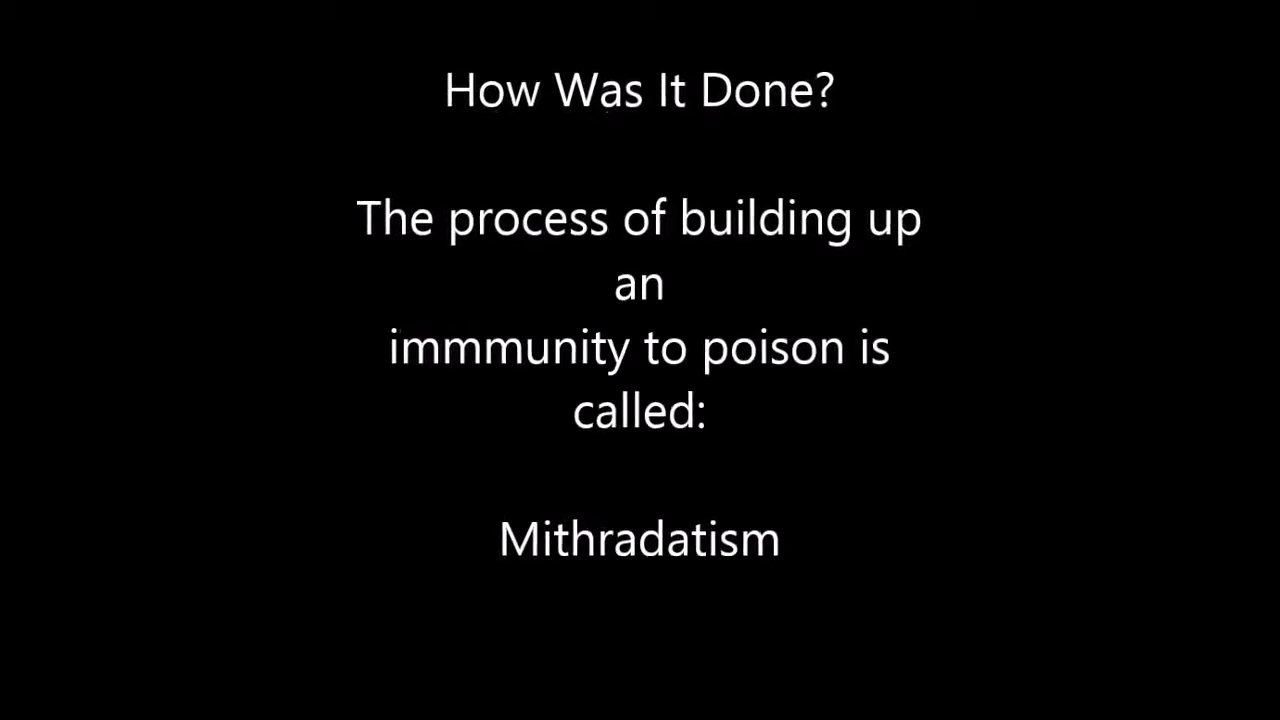 How Was It Done?
The process of building up
an
immmunity to poison is
called:
Mithradatism